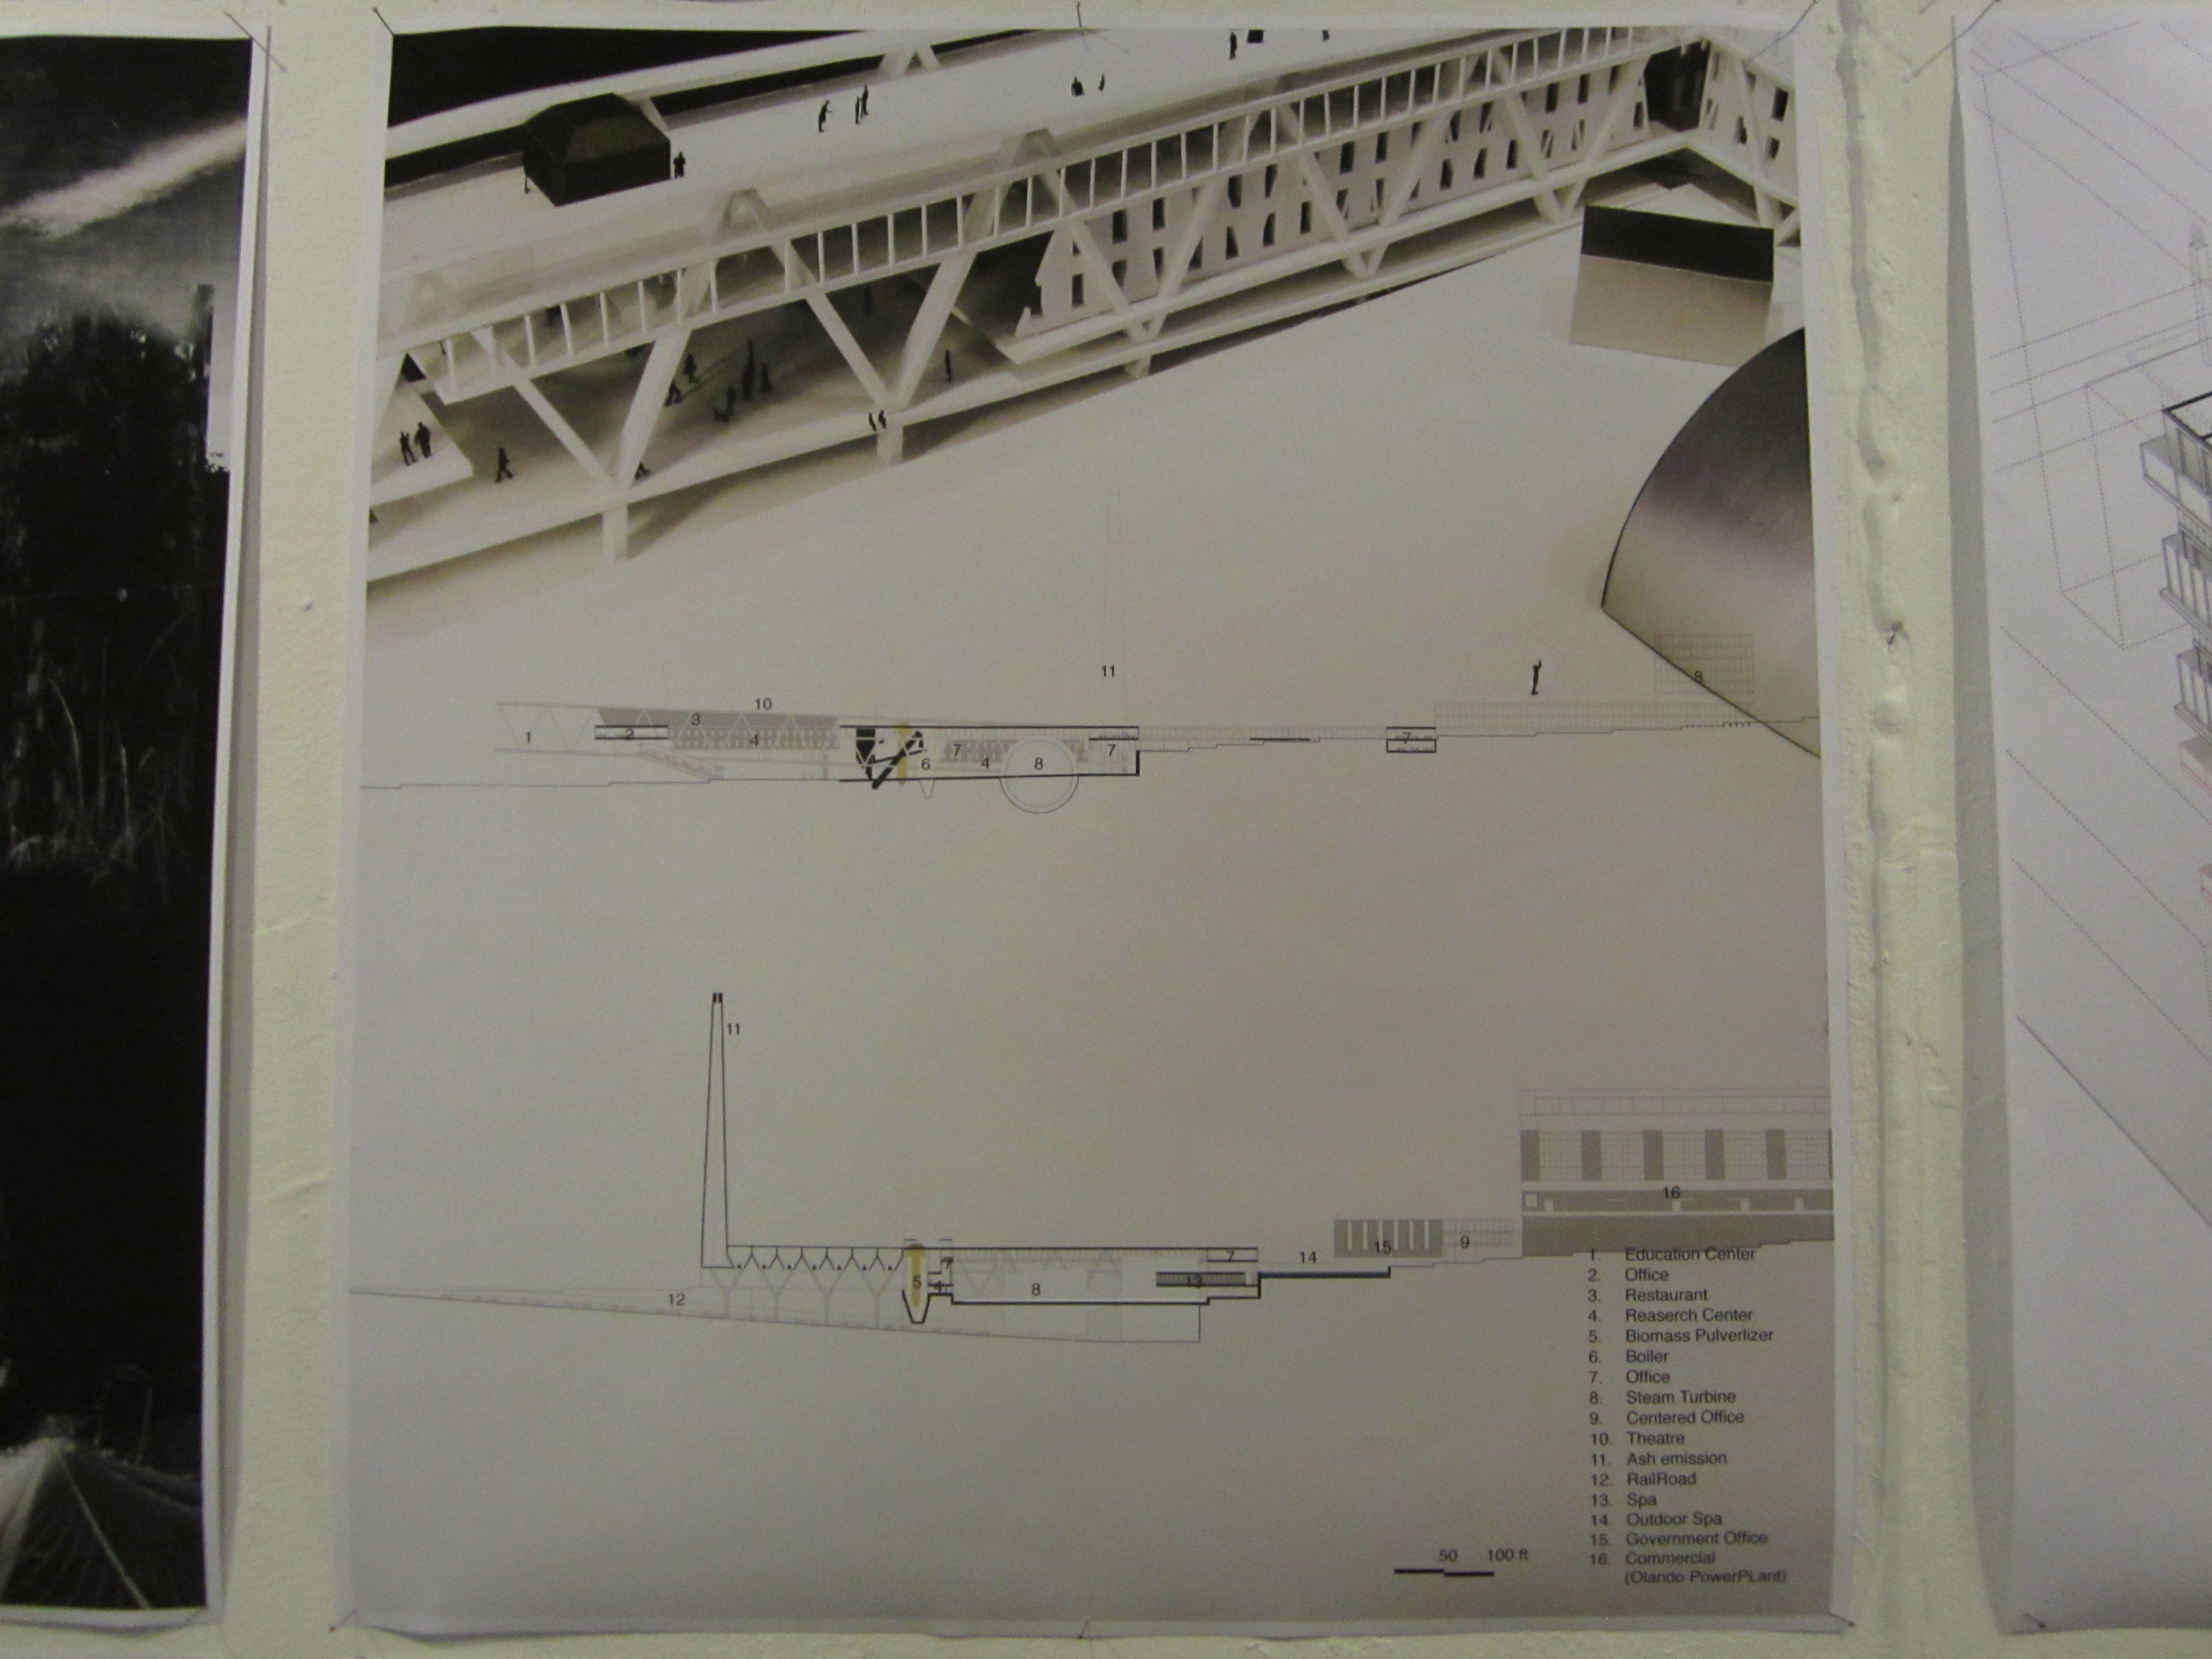 11
8
10
3
1
2
4
7
7
7
6
4
8
11
16
15
9
14
7
7
5
4
13
8
12
1. Education Center
2. Office
3. Restaurant
4. Reaserch Center
5. Biomass Pulverlizer
6. Boiler
7. Office
8. Steam Turbine
9. Centered Office
10. Theatre
11. Ash emission
12. RailRoad
13. Spa
14. Outdoor Spa
15. Government Office
16. Commercial
(Olando PowerPLant)
50 100 ft